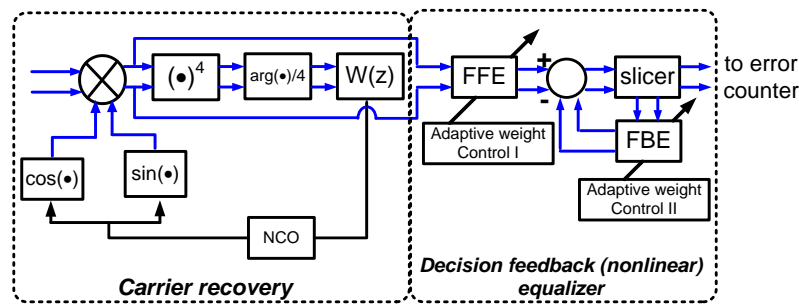 (•)⁴
arg(•)/4
W(z)
FFE
+
-
slicer
to error
counter
Adaptive weight
Control I
FBE
cos(•)
sin(•)
Adaptive weight
Control II
NCO
Carrier recovery
Decision feedback (nonlinear)
equalizer